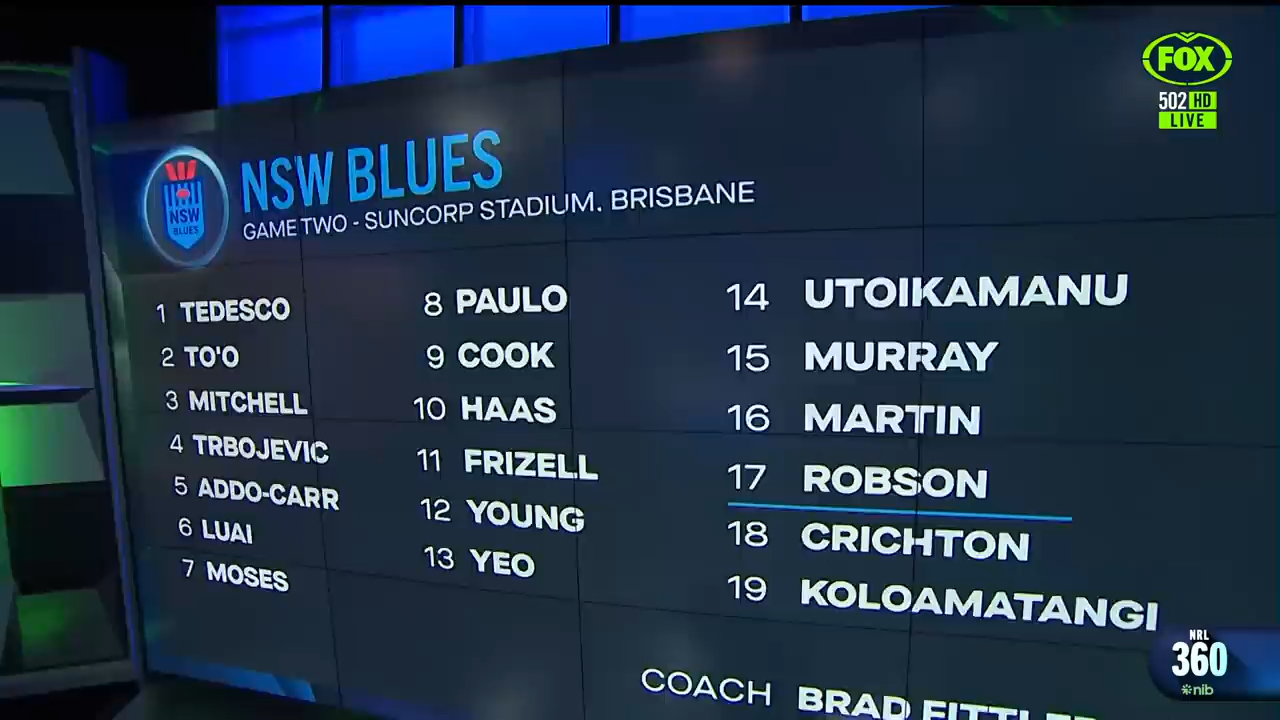 FOX
502 HD
LIVE
NSW BLUES
NSW BLUES
GAME TWO - SUNCORP STADIUM. BRISBANE
1 TEDESCO
2 TO'O
3 MITCHELL
4 TRBOJEVIC
5 ADDO-CARR
6 LUAI
7 MOSES
8 PAULO
9 COOK
10 HAAS
11 FRIZELL
12 YOUNG
13 YEO
14 UTOIKAMANU
15 MURRAY
16 MARTIN
17 ROBSON
18 CRICHTON
19 KOLOAMATANGI
COACH BRAD FITTLER
NRL
360
nib